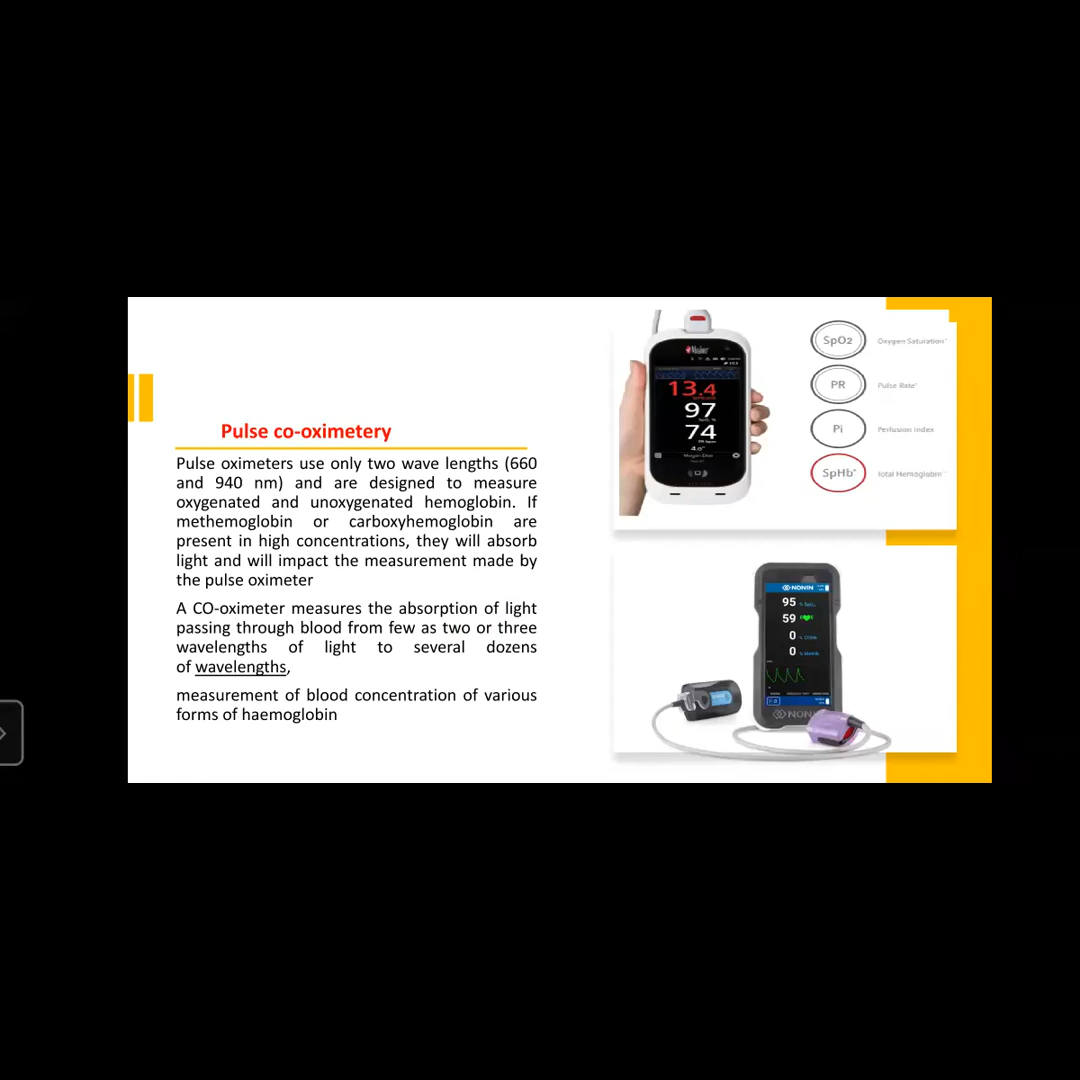 Pulse co-oximetery
Pulse oximeters use only two wave lengths (660
and 940 nm) and are designed to measure
oxygenated and unoxygenated hemoglobin. If
methemoglobin or carboxyhemoglobin are
present in high concentrations, they will absorb
light and will impact the measurement made by
the pulse oximeter
A CO-oximeter measures the absorption of light
passing through blood from few as two or three
wavelengths of light to several dozens
of wavelengths,
measurement of blood concentration of various
forms of haemoglobin
Masimo
13.4
97
74
4.6
SpO2 Oxygen Saturation
PR Pulse Rate
Pi Perfusion Index
SpHb Total Hemoglobin
NONIN
95
59
0
0
NONIN